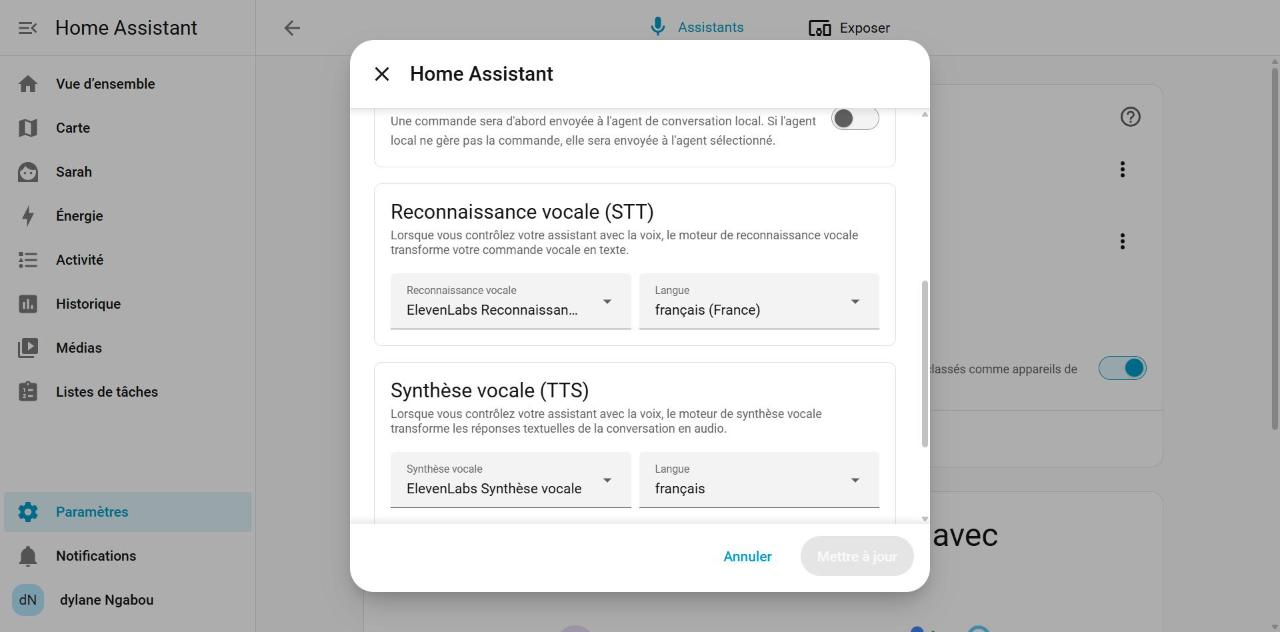 Home Assistant
Assistants
Exposer
Vue d’ensemble
Carte
Sarah
Énergie
Activité
Historique
Médias
Listes de tâches
Paramètres
Notifications
dN
dylane Ngabou
Home Assistant
Une commande sera d'abord envoyée à l'agent de conversation local. Si l'agent
local ne gère pas la commande, elle sera envoyée à l'agent sélectionné.
Reconnaissance vocale (STT)
Lorsque vous contrôlez votre assistant avec la voix, le moteur de reconnaissance vocale
transforme votre commande vocale en texte.
Reconnaissance vocale
ElevenLabs Reconnaissan...
Langue
français (France)
Synthèse vocale (TTS)
Lorsque vous contrôlez votre assistant avec la voix, le moteur de synthèse vocale
transforme les réponses textuelles de la conversation en audio.
Synthèse vocale
ElevenLabs Synthèse vocale
Langue
français
Annuler
Mettre à jour
classés comme appareils de
avec